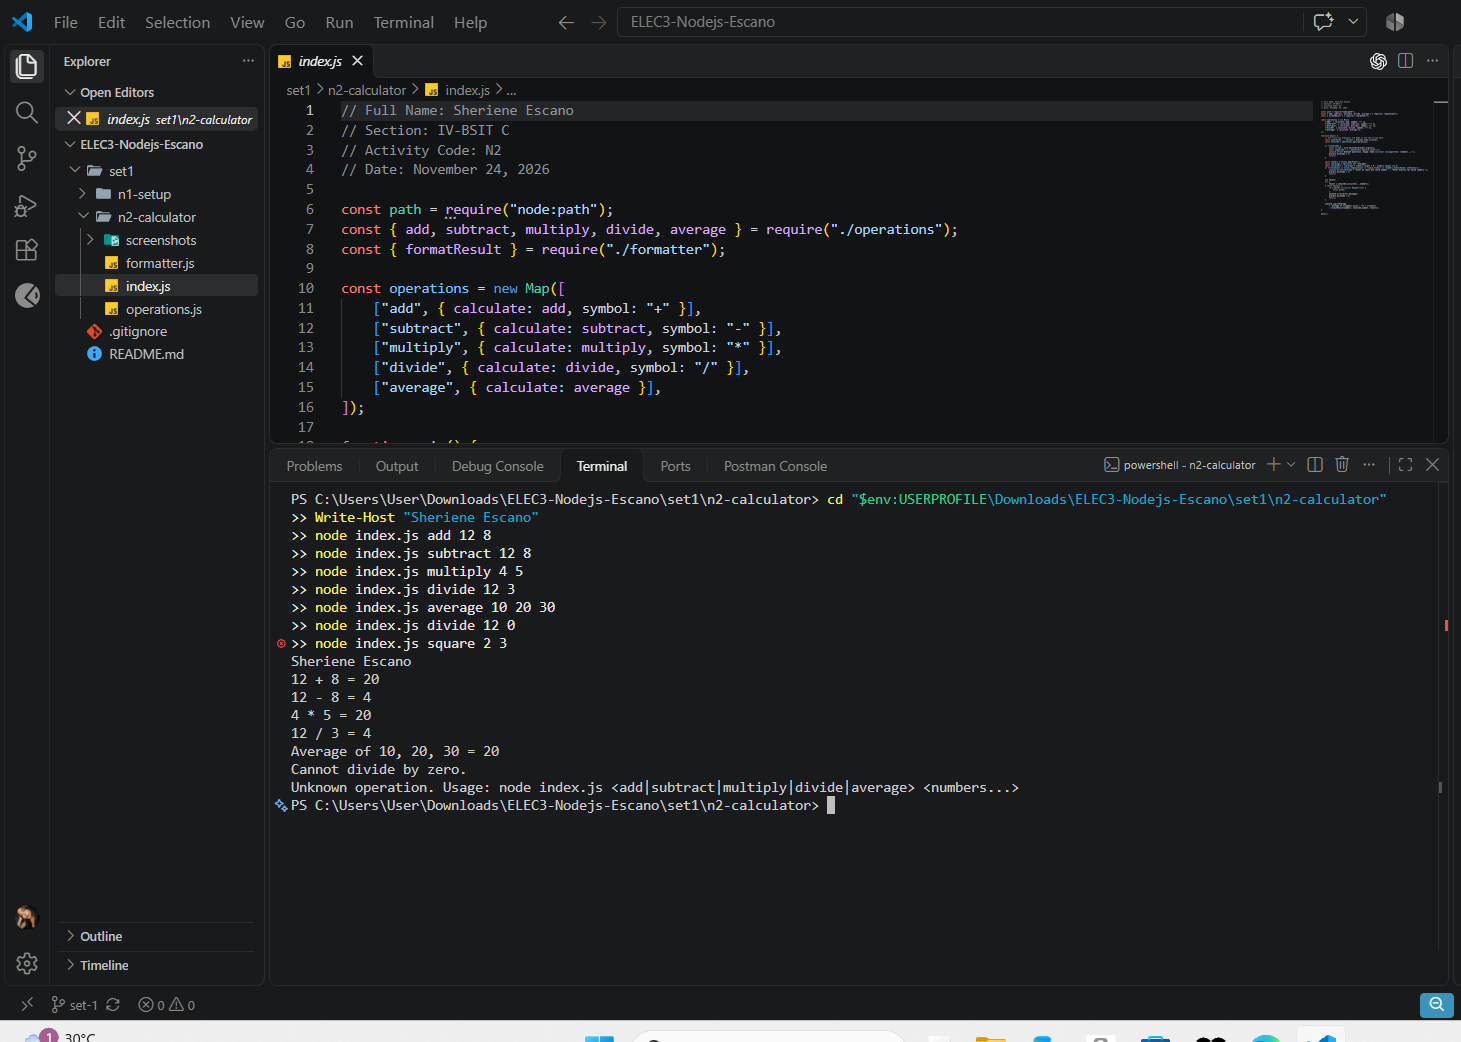 File Edit Selection View Go Run Terminal Help
ELEC3-Nodejs-Escano
Explorer
Open Editors
index.js set1\n2-calculator
ELEC3-Nodejs-Escano
set1
n1-setup
n2-calculator
screenshots
formatter.js
index.js
operations.js
.gitignore
README.md
Outline
Timeline
index.js
set1 > n2-calculator > index.js > ...
1 // Full Name: Sheriene Escano
2 // Section: IV-BSIT C
3 // Activity Code: N2
4 // Date: November 24, 2026
5
6 const path = require("node:path");
7 const { add, subtract, multiply, divide, average } = require("./operations");
8 const { formatResult } = require("./formatter");
9
10 const operations = new Map([
11 ["add", { calculate: add, symbol: "+" }],
12 ["subtract", { calculate: subtract, symbol: "-" }],
13 ["multiply", { calculate: multiply, symbol: "*" }],
14 ["divide", { calculate: divide, symbol: "/" }],
15 ["average", { calculate: average }],
16 ]);
17
Problems Output Debug Console Terminal Ports Postman Console
powershell - n2-calculator
PS C:\Users\User\Downloads\ELEC3-Nodejs-Escano\set1\n2-calculator> cd "$env:USERPROFILE\Downloads\ELEC3-Nodejs-Escano\set1\n2-calculator"
>> Write-Host "Sheriene Escano"
>> node index.js add 12 8
>> node index.js subtract 12 8
>> node index.js multiply 4 5
>> node index.js divide 12 3
>> node index.js average 10 20 30
>> node index.js divide 12 0
>> node index.js square 2 3
Sheriene Escano
12 + 8 = 20
12 - 8 = 4
4 * 5 = 20
12 / 3 = 4
Average of 10, 20, 30 = 20
Cannot divide by zero.
Unknown operation. Usage: node index.js <add|subtract|multiply|divide|average> <numbers...>
PS C:\Users\User\Downloads\ELEC3-Nodejs-Escano\set1\n2-calculator>
set-1 0 0
1 30°C